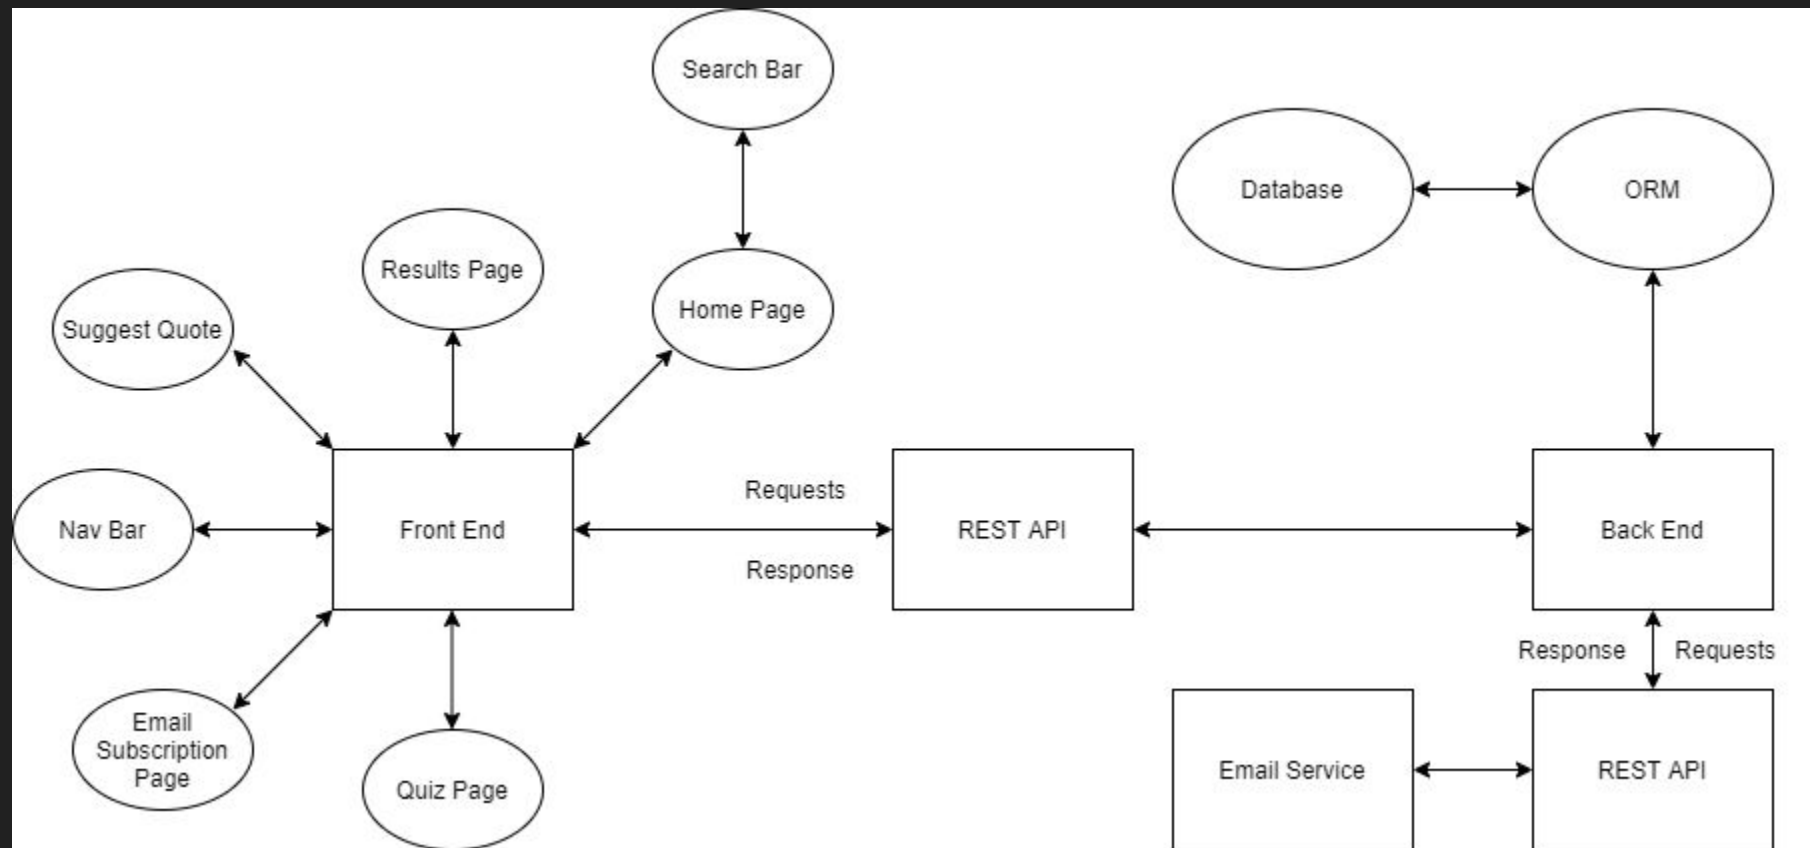 Search Bar
Database
ORM
Results Page
Home Page
Suggest Quote
Requests
Nav Bar
Front End
REST API
Back End
Response
Response
Requests
Email
Subscription
Page
Quiz Page
Email Service
REST API